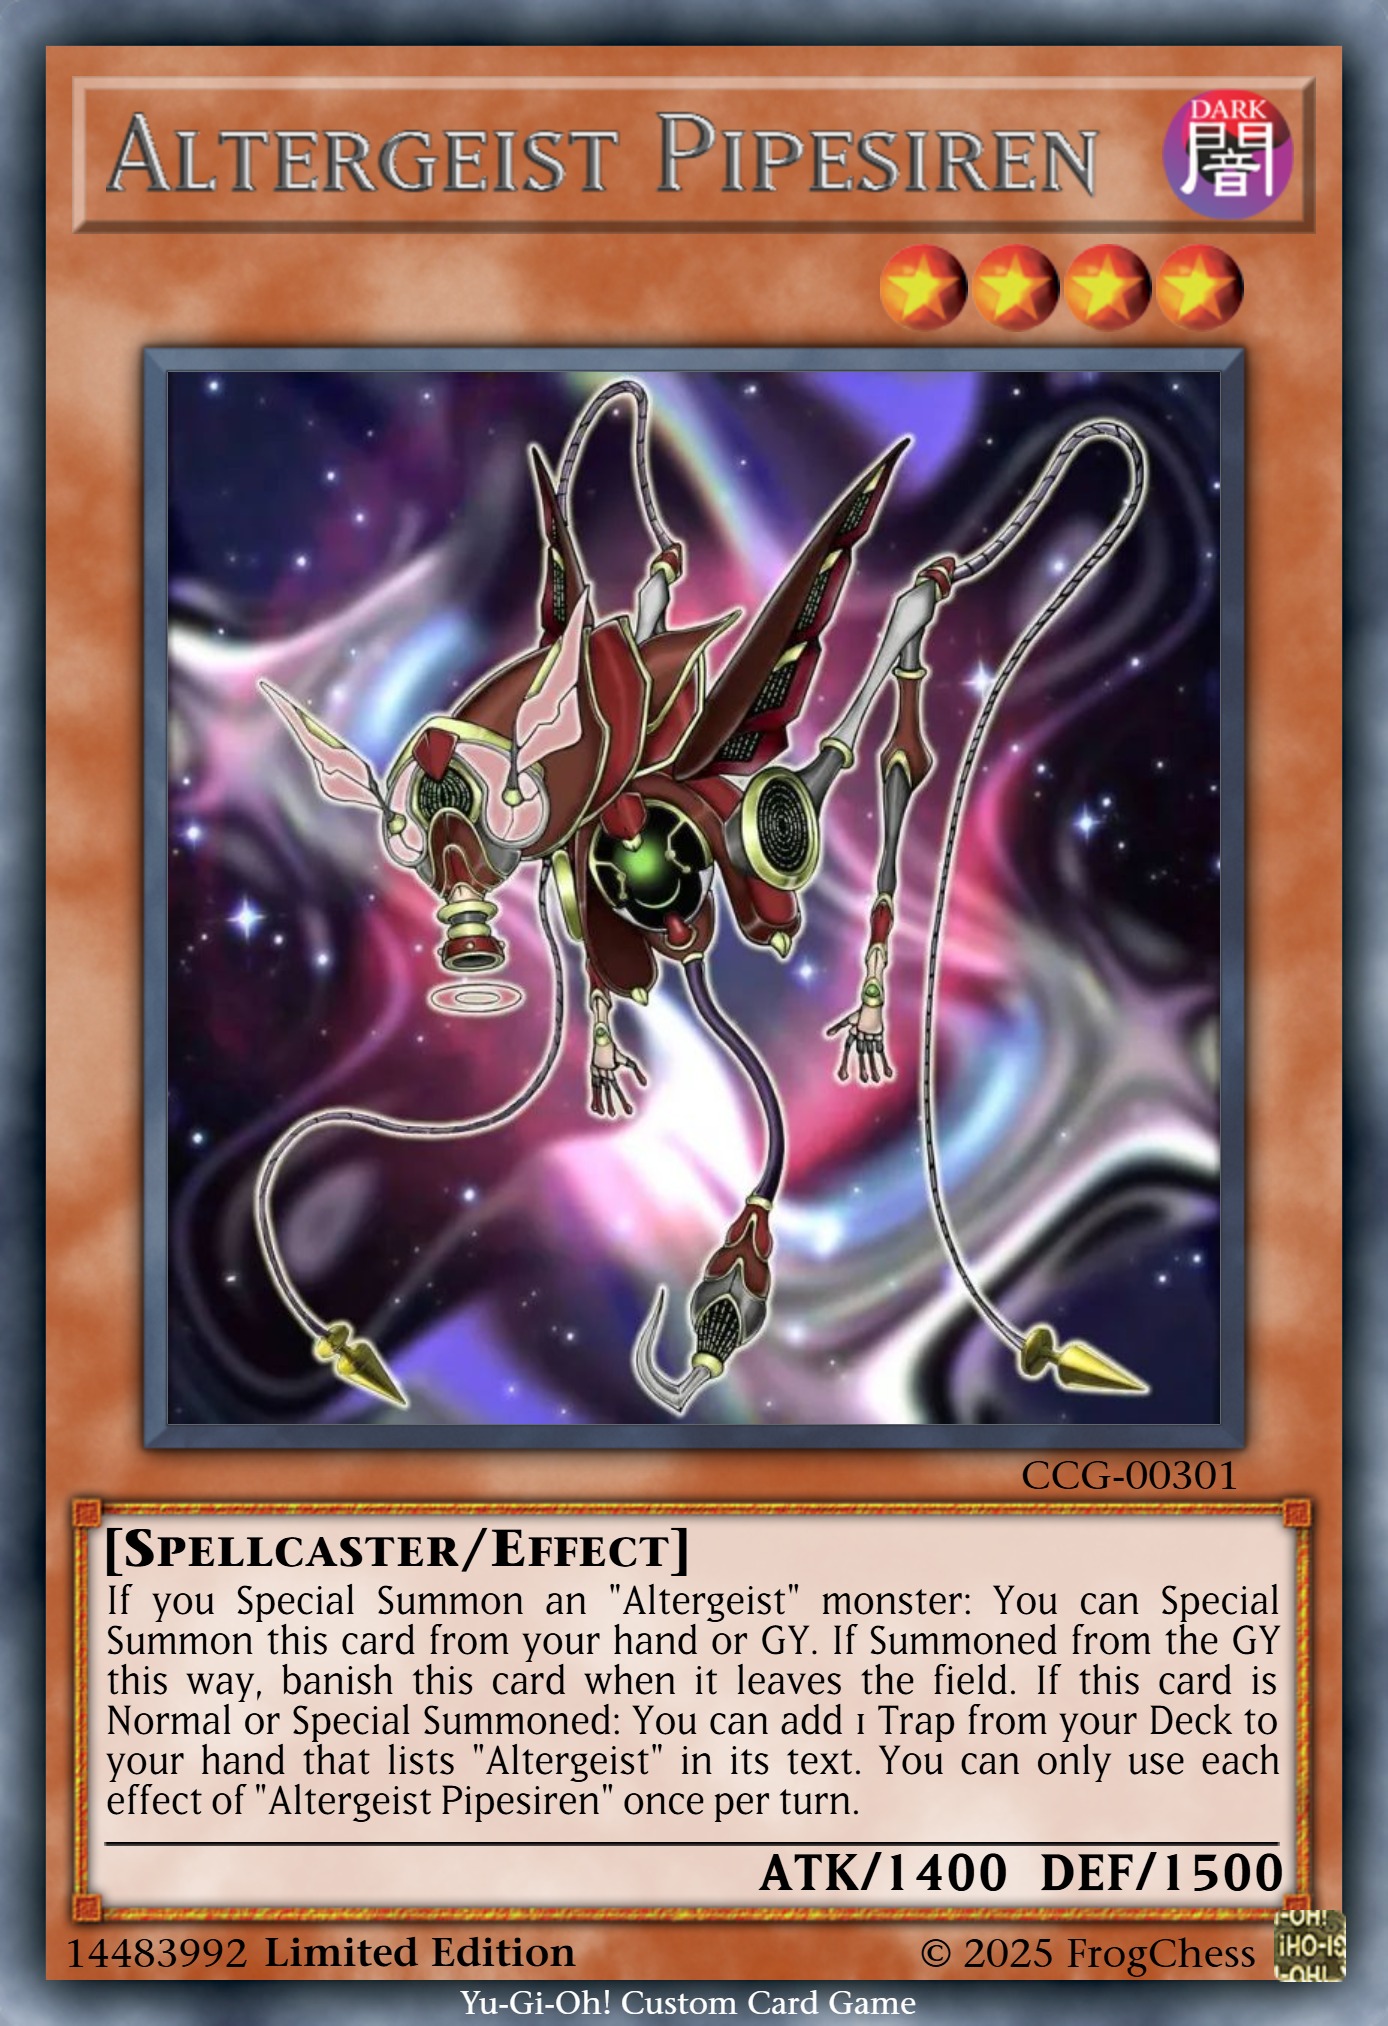 Altergeist Pipesiren
DARK
闇
CCG-00301
[Spellcaster/Effect]
If you Special Summon an "Altergeist" monster: You can Special
Summon this card from your hand or GY. If Summoned from the GY
this way, banish this card when it leaves the field. If this card is
Normal or Special Summoned: You can add 1 Trap from your Deck to
your hand that lists "Altergeist" in its text. You can only use each
effect of "Altergeist Pipesiren" once per turn.
ATK/1400 DEF/1500
14483992 Limited Edition
© 2025 FrogChess
Yu-Gi-Oh! Custom Card Game